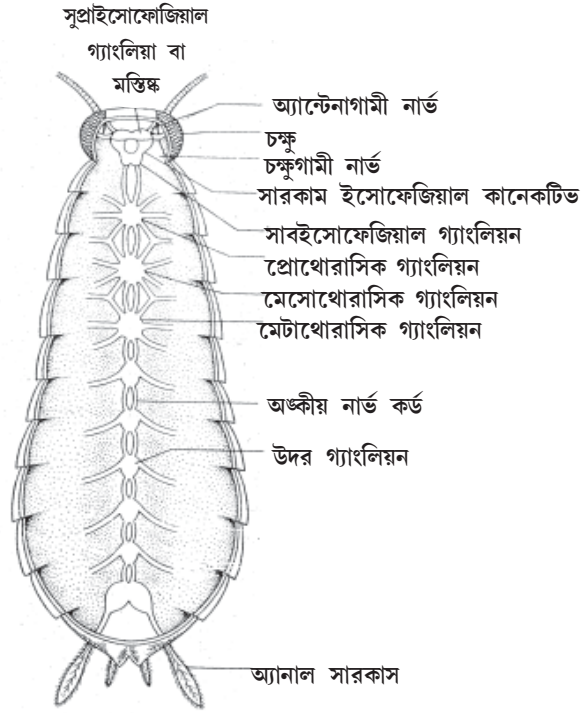 সুপ্রাইসোফোজিয়াল
গ্যাংলিয়া বা
মস্তিষ্ক
অ্যান্টেনাগামী নার্ভ
চক্ষু
চক্ষুগামী নার্ভ
সারকাম ইসোফেজিয়াল কানেকটিভ
সাবইসোফেজিয়াল গ্যাংলিয়ন
প্রোথোরাসিক গ্যাংলিয়ন
মেসোথোরাসিক গ্যাংলিয়ন
মেটাথোরাসিক গ্যাংলিয়ন
অঙ্কীয় নার্ভ কর্ড
উদর গ্যাংলিয়ন
অ্যানাল সারকাস